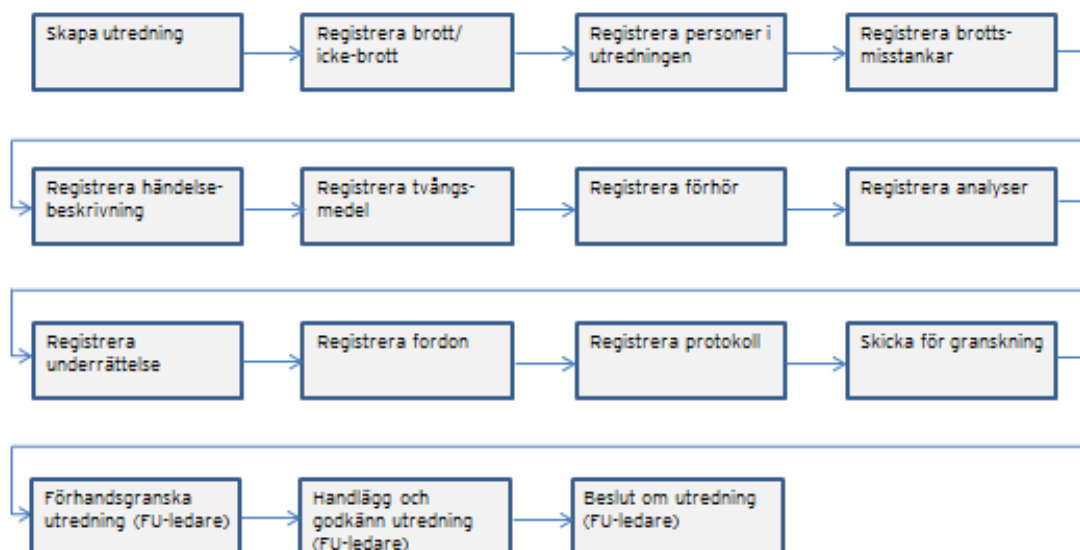 Skapa utredning
Registrera brott/
icke-brott
Registrera personer i
utredningen
Registrera brotts-
misstankar
Registrera händelse-
beskrivning
Registrera tvångs-
medel
Registrera förhör
Registrera analyser
Registrera
underrättelse
Registrera fordon
Registrera protokoll
Skicka för granskning
Förhandsgranska
utredning (FU-ledare)
Handlägg och
godkänn utredning
(FU-ledare)
Beslut om utredning
(FU-ledare)